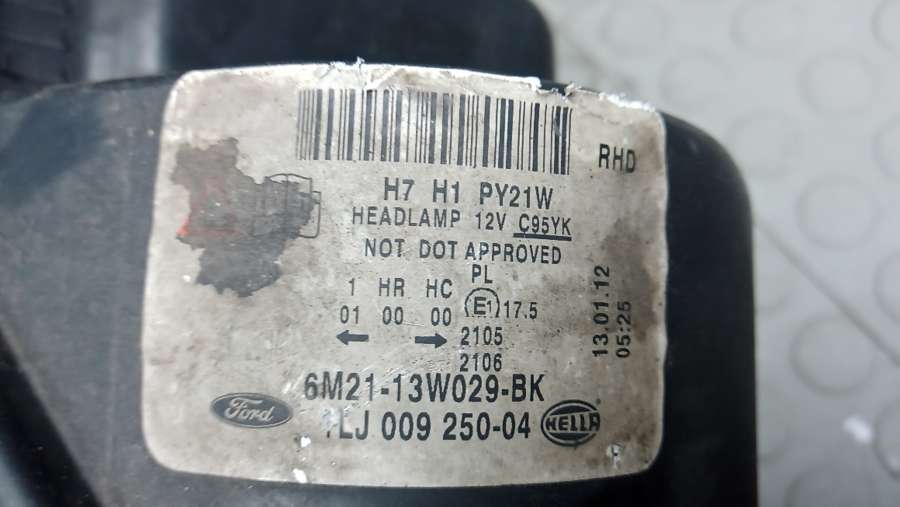 RHD
H7 H1 PY21W
HEADLAMP 12V C95YK
NOT DOT APPROVED
PL
1 HR HC E1 17.5
01 00 00
2105
2106
13.01.12
05:25
6M21-13W029-BK
Ford
1LJ 009 250-04 HELLA